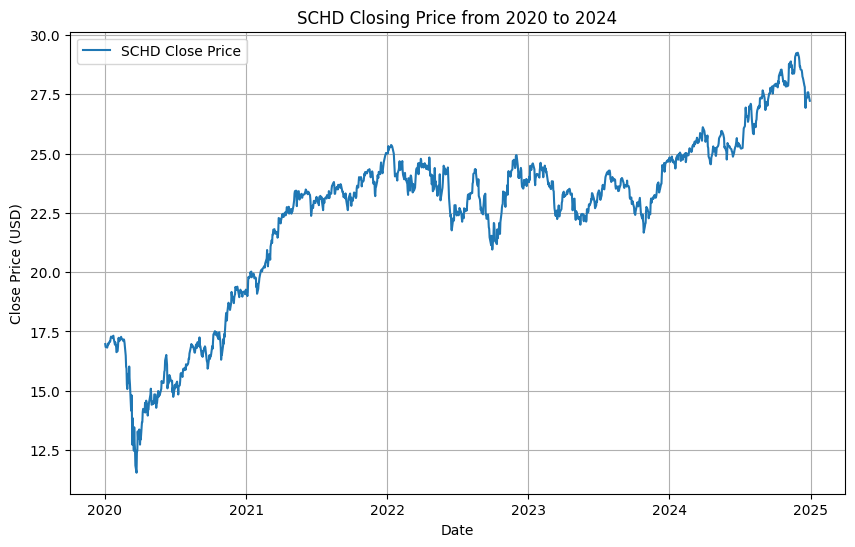 SCHD Closing Price from 2020 to 2024
SCHD Close Price
30.0
27.5
25.0
22.5
20.0
17.5
15.0
12.5
Close Price (USD)
2020 2021 2022 2023 2024 2025
Date